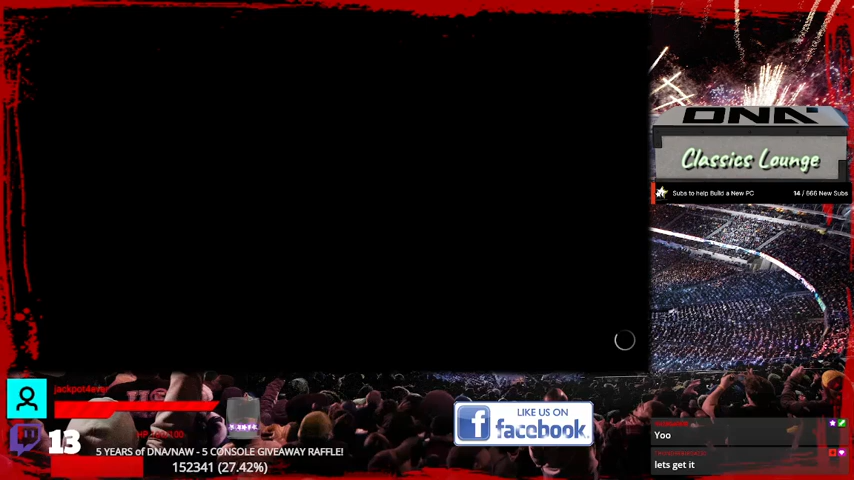 DNA
Classics Lounge
Subs to help Build a New PC 14 / 666 New Subs
jackpot4ever
13
5 YEARS of DNA/NAW - 5 CONSOLE GIVEAWAY RAFFLE!
152341 (27.42%)
LIKE US ON
facebook
Yoo
lets get it